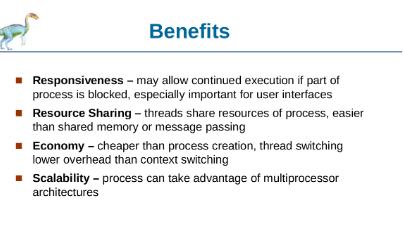 Benefits
Responsiveness – may allow continued execution if part of
process is blocked, especially important for user interfaces
Resource Sharing – threads share resources of process, easier
than shared memory or message passing
Economy – cheaper than process creation, thread switching
lower overhead than context switching
Scalability – process can take advantage of multiprocessor
architectures